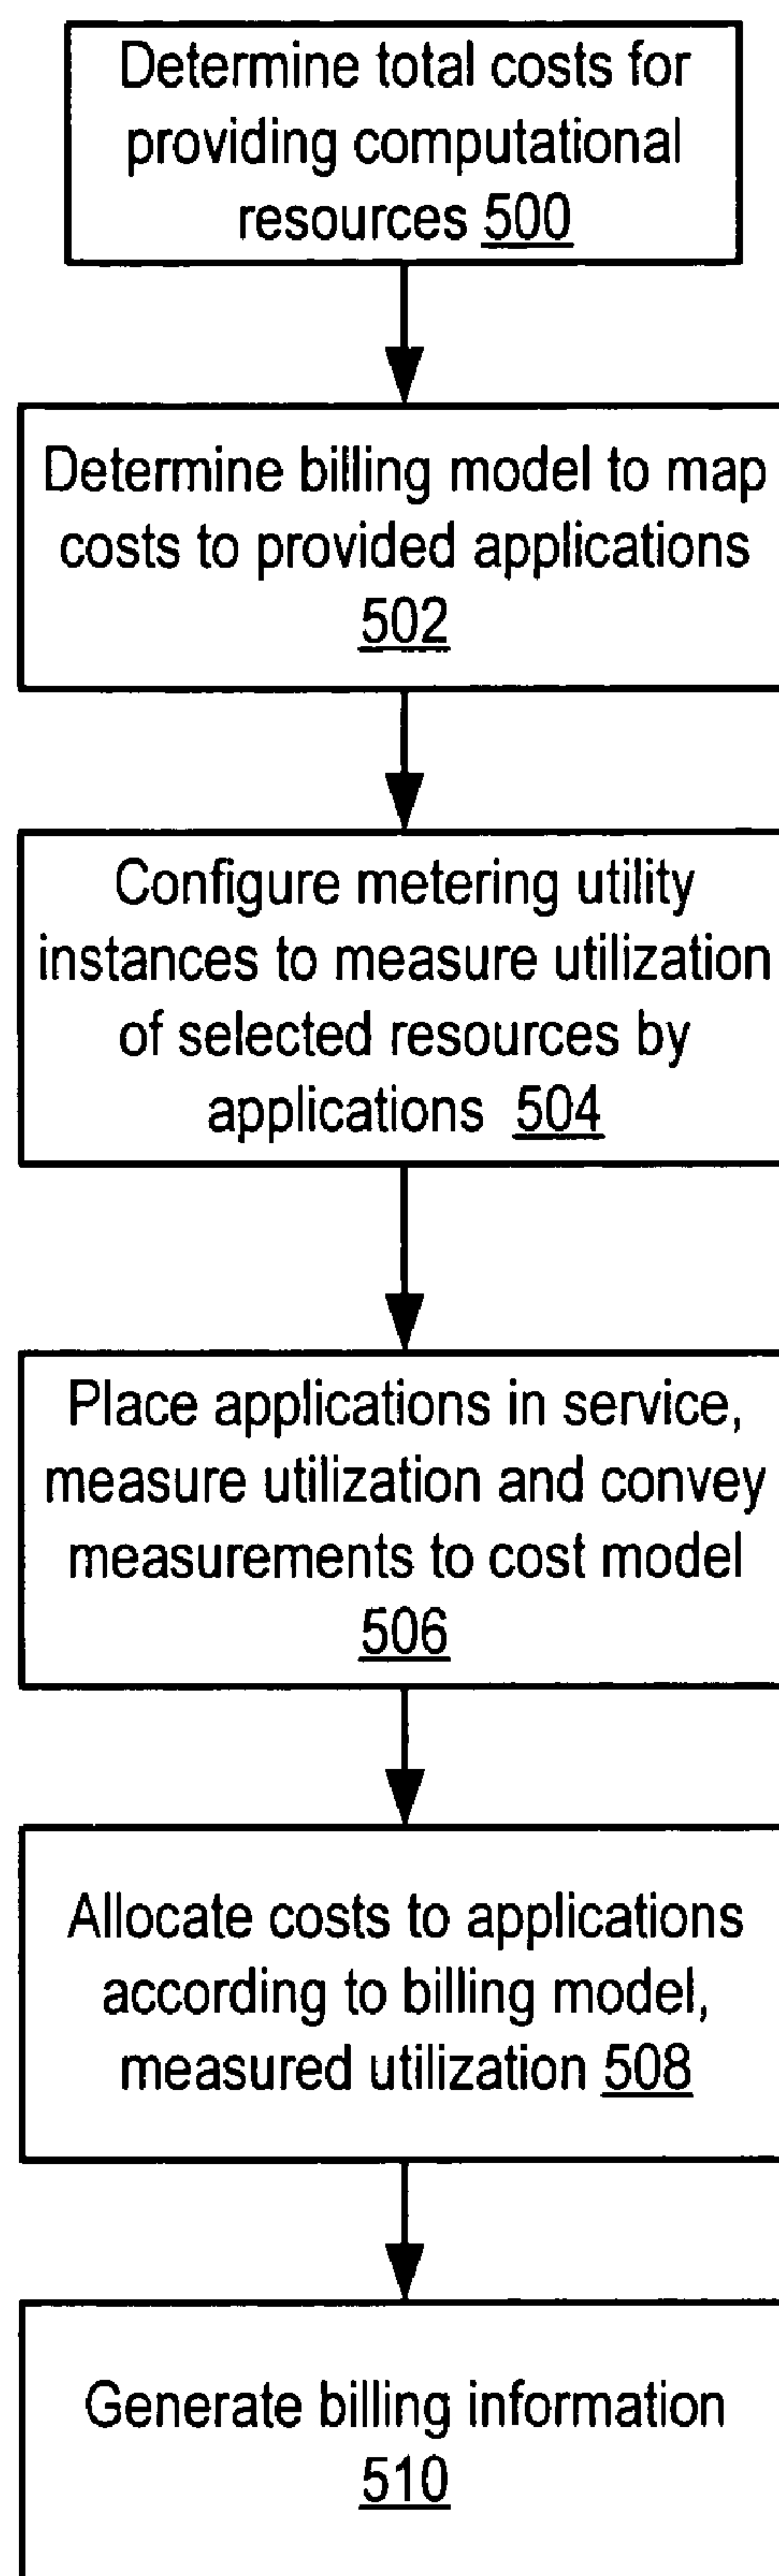 Determine total costs for
providing computational
resources 500
Determine billing model to map
costs to provided applications
502
Configure metering utility
instances to measure utilization
of selected resources by
applications 504
Place applications in service,
measure utilization and convey
measurements to cost model
506
Allocate costs to applications
according to billing model,
measured utilization 508
Generate billing information
510